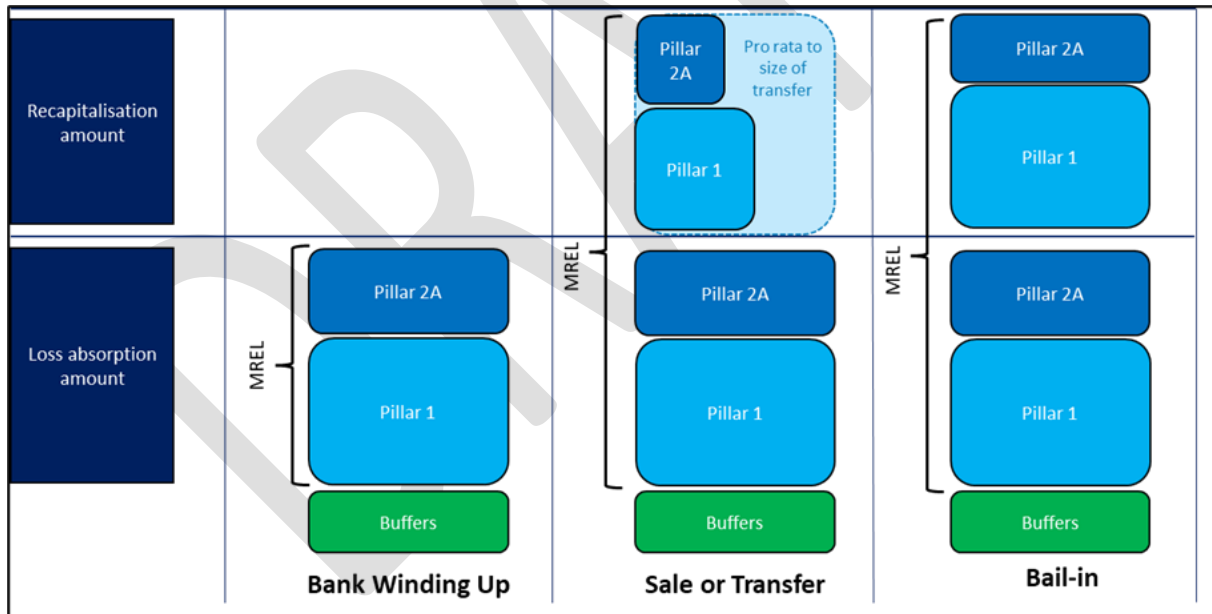 Recapitalisation
amount
Pillar
2A
Pro rata to
size of
transfer
Pillar 1
Pillar 2A
Pillar 1
MREL
MREL
MREL
Loss absorption
amount
Pillar 2A
Pillar 1
Buffers
Pillar 2A
Pillar 1
Buffers
Pillar 2A
Pillar 1
Buffers
Bank Winding Up
Sale or Transfer
Bail-in
DRA